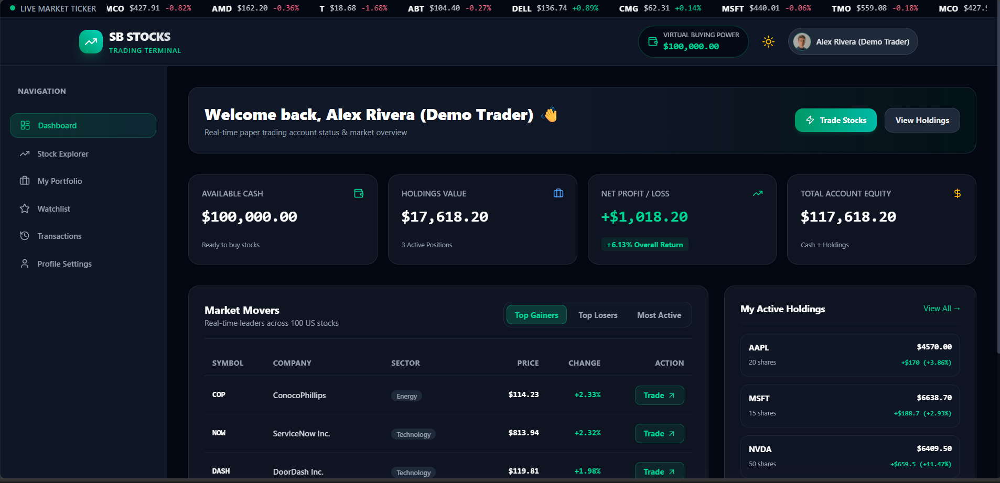 LIVE MARKET TICKER MCO $427.91 -0.82% AMD $162.20 -0.36% T $18.68 -1.68% ABT $104.40 -0.27% DELL $136.74 +0.89% CMG $62.31 +0.14% MSFT $440.01 -0.06% TMO $559.08 -0.18% MCO $427.9
SB STOCKS
TRADING TERMINAL
VIRTUAL BUYING POWER
$100,000.00
Alex Rivera (Demo Trader)
NAVIGATION
Dashboard
Stock Explorer
My Portfolio
Watchlist
Transactions
Profile Settings
Welcome back, Alex Rivera (Demo Trader) 👋
Real-time paper trading account status & market overview
Trade Stocks
View Holdings
AVAILABLE CASH
$100,000.00
Ready to buy stocks
HOLDINGS VALUE
$17,618.20
3 Active Positions
NET PROFIT / LOSS
+$1,018.20
+6.13% Overall Return
TOTAL ACCOUNT EQUITY
$117,618.20
Cash + Holdings
Market Movers
Real-time leaders across 100 US stocks
Top Gainers Top Losers Most Active
SYMBOL COMPANY SECTOR PRICE CHANGE ACTION
COP ConocoPhillips Energy $114.23 +2.33% Trade
NOW ServiceNow Inc. Technology $813.94 +2.32% Trade
DASH DoorDash Inc. Technology $119.81 +1.98% Trade
My Active Holdings View All →
AAPL $4570.00
20 shares +$170 (+3.86%)
MSFT $6638.70
15 shares +$188.7 (+2.93%)
NVDA $6409.50
50 shares +$659.5 (+11.47%)